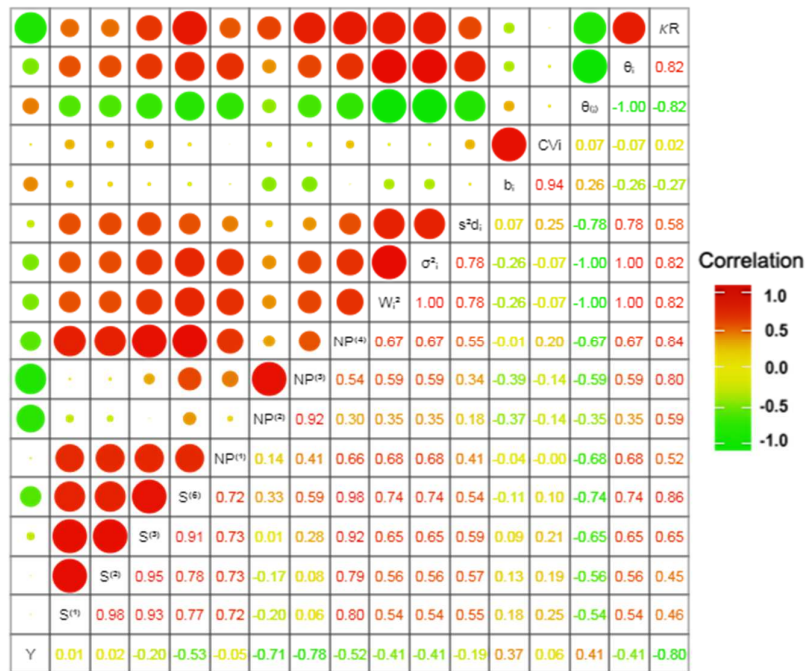 KR
θᵢ 0.82
θ₍ᵢ₎ -1.00 -0.82
CVi 0.07 -0.07 0.02
bᵢ 0.94 0.26 -0.26 -0.27
s²dᵢ 0.07 0.25 -0.78 0.78 0.58
σ²ᵢ 0.78 -0.26 -0.07 -1.00 1.00 0.82
Wᵢ² 1.00 0.78 -0.26 -0.07 -1.00 1.00 0.82
NP⁽⁴⁾ 0.67 0.67 0.55 -0.01 0.20 -0.67 0.67 0.84
NP⁽³⁾ 0.54 0.59 0.59 0.34 -0.39 -0.14 -0.59 0.59 0.80
NP⁽²⁾ 0.92 0.30 0.35 0.35 0.18 -0.37 -0.14 -0.35 0.35 0.59
NP⁽¹⁾ 0.14 0.41 0.66 0.68 0.68 0.41 -0.04 -0.00 -0.68 0.68 0.52
S⁽⁶⁾ 0.72 0.33 0.59 0.98 0.74 0.74 0.54 -0.11 0.10 -0.74 0.74 0.86
S⁽³⁾ 0.91 0.73 0.01 0.28 0.92 0.65 0.65 0.59 0.09 0.21 -0.65 0.65 0.65
S⁽²⁾ 0.95 0.78 0.73 -0.17 0.08 0.79 0.56 0.56 0.57 0.13 0.19 -0.56 0.56 0.45
S⁽¹⁾ 0.98 0.93 0.77 0.72 -0.20 0.06 0.80 0.54 0.54 0.55 0.18 0.25 -0.54 0.54 0.46
Y 0.01 0.02 -0.20 -0.53 -0.05 -0.71 -0.78 -0.52 -0.41 -0.41 -0.19 0.37 0.06 0.41 -0.41 -0.80
Correlation
1.0
0.5
0.0
-0.5
-1.0